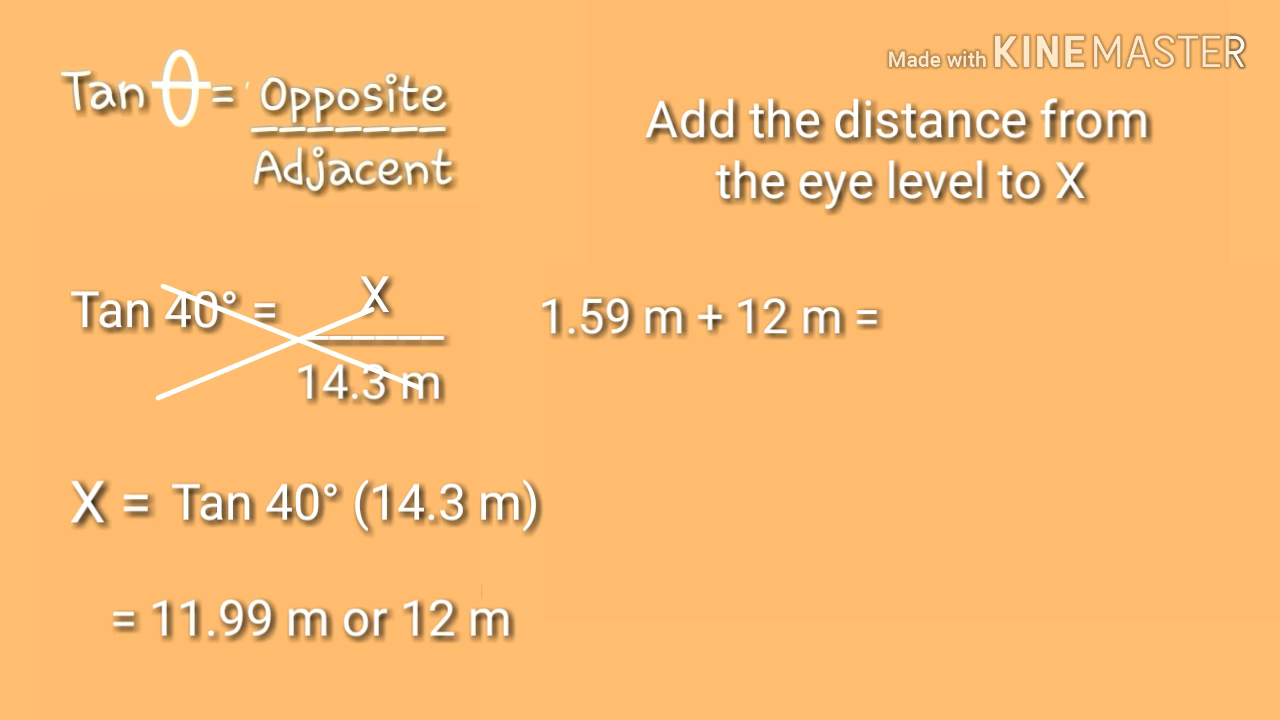 Made with KINEMASTER
Tan θ = Opposite
Adjacent
Add the distance from
the eye level to X
Tan 40° = X
14.3 m
1.59 m + 12 m =
X = Tan 40° (14.3 m)
= 11.99 m or 12 m